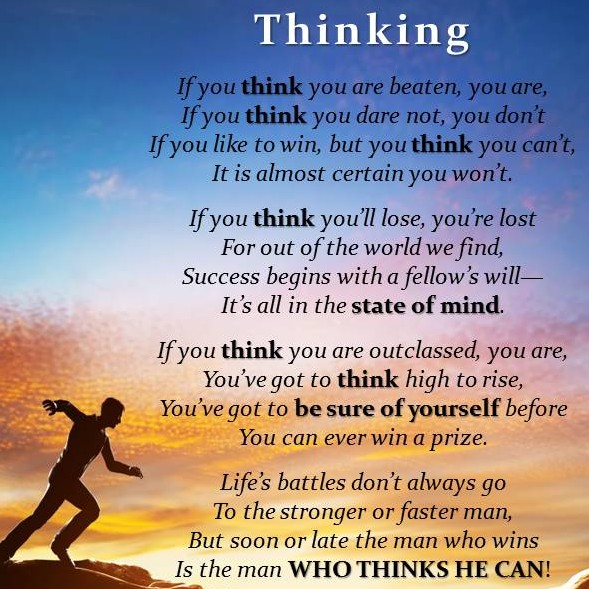 Thinking
If you think you are beaten, you are,
If you think you dare not, you don't
If you like to win, but you think you can't,
It is almost certain you won't.
If you think you'll lose, you're lost
For out of the world we find,
Success begins with a fellow's will—
It's all in the state of mind.
If you think you are outclassed, you are,
You've got to think high to rise,
You've got to be sure of yourself before
You can ever win a prize.
Life's battles don't always go
To the stronger or faster man,
But soon or late the man who wins
Is the man WHO THINKS HE CAN!